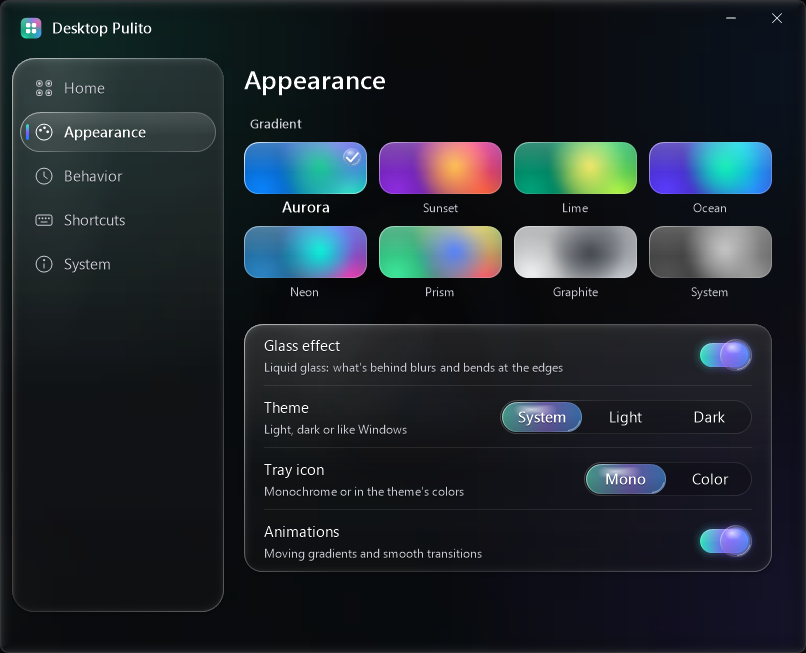 Desktop Pulito
Home
Appearance
Behavior
Shortcuts
System
Appearance
Gradient
Aurora
Sunset
Lime
Ocean
Neon
Prism
Graphite
System
Glass effect
Liquid glass: what's behind blurs and bends at the edges
Theme
Light, dark or like Windows
System Light Dark
Tray icon
Monochrome or in the theme's colors
Mono Color
Animations
Moving gradients and smooth transitions